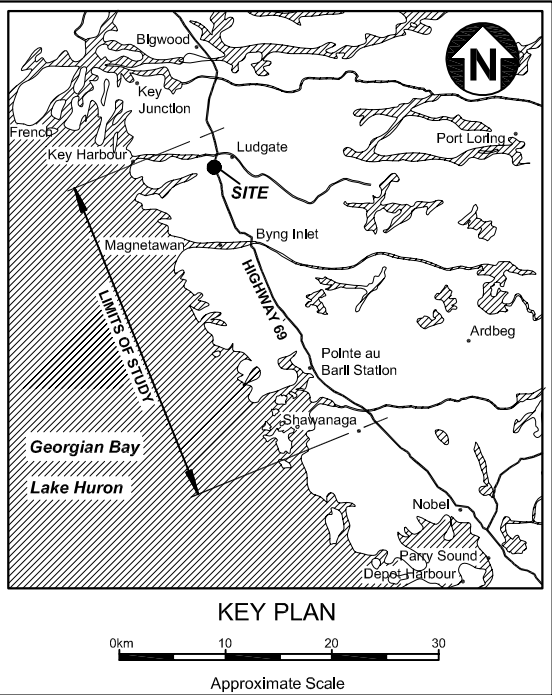 Bigwood
N
Key
Junction
French
Port Loring
Key Harbour
Ludgate
SITE
Magnetawan
Byng Inlet
HIGHWAY 69
LIMITS OF STUDY
Ardbeg
Pointe au
Baril Station
Shawanaga
Georgian Bay
Lake Huron
Nobel
Parry Sound
Depot Harbour
KEY PLAN
0km 10 20 30
Approximate Scale